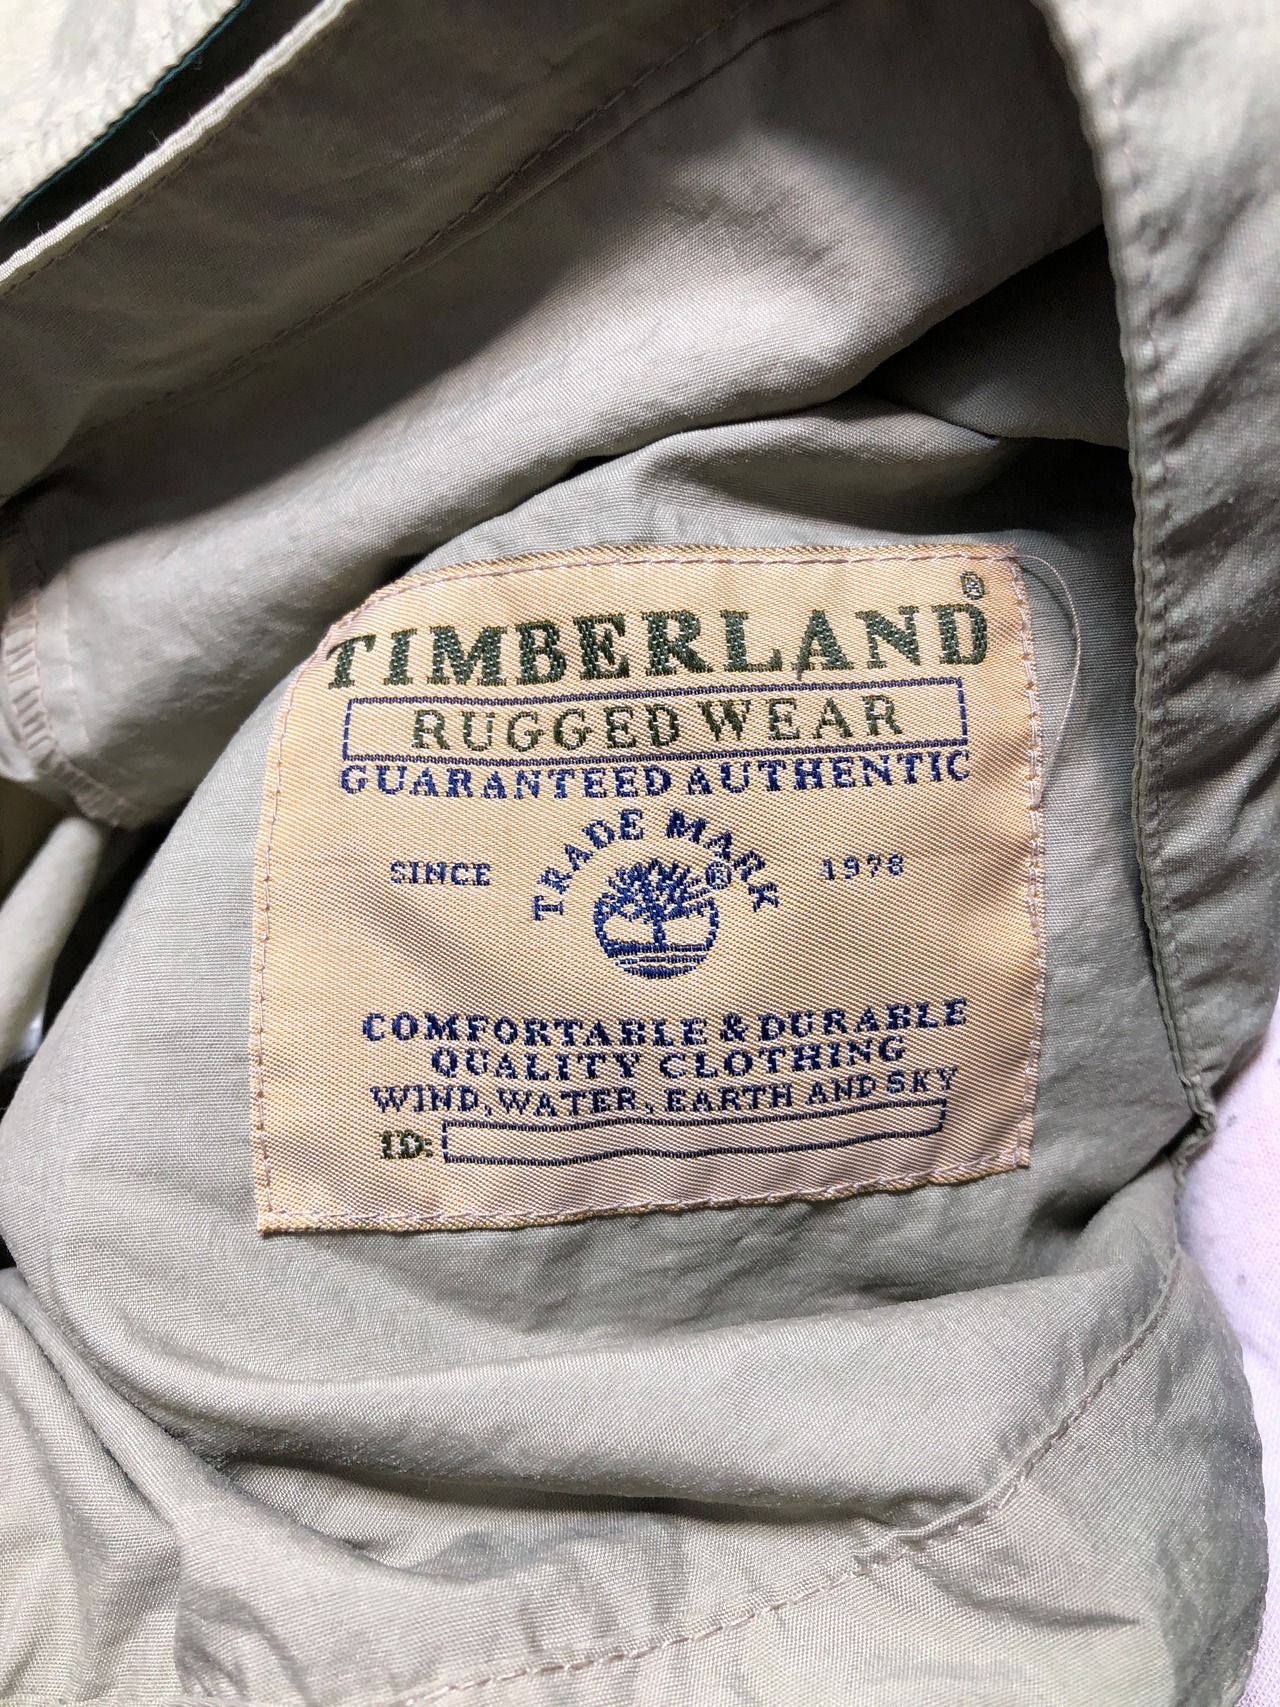 TIMBERLAND®
RUGGED WEAR
GUARANTEED AUTHENTIC
TRADE MARK ®
SINCE 1978
COMFORTABLE & DURABLE
QUALITY CLOTHING
WIND, WATER, EARTH AND SKY
ID: